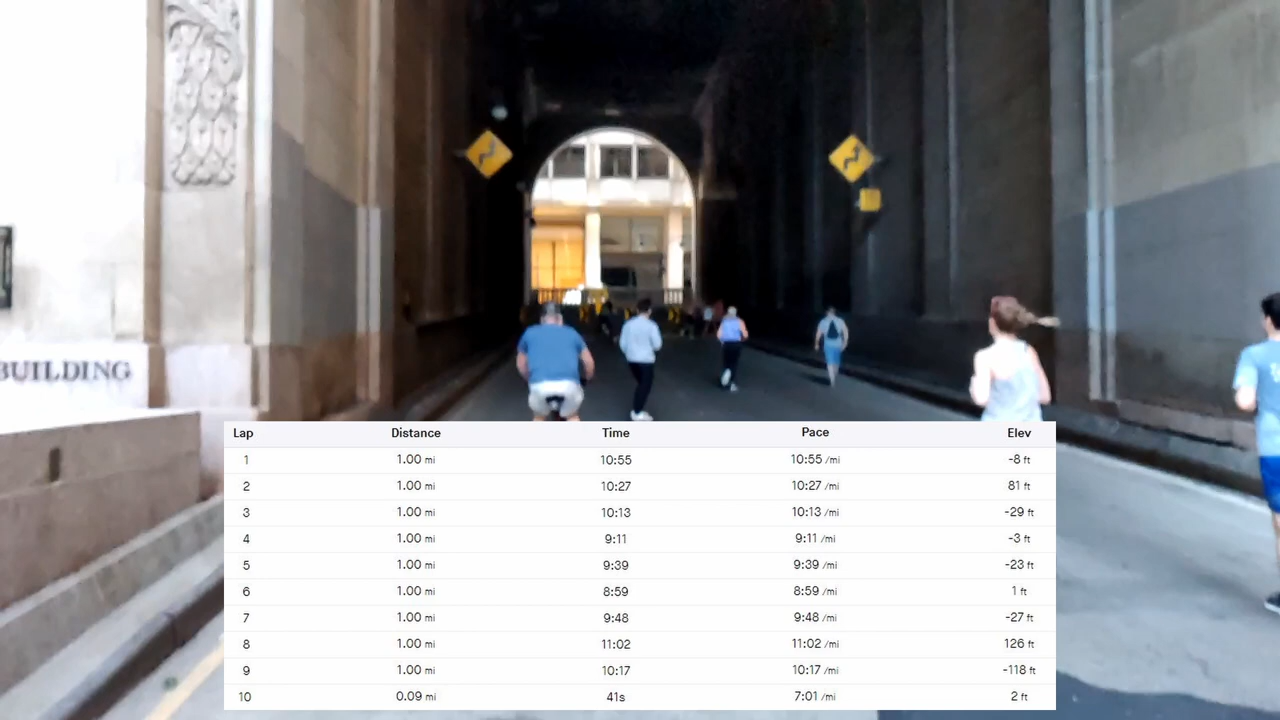 BUILDING
Lap Distance Time Pace Elev
1 1.00 mi 10:55 10:55 /mi -8 ft
2 1.00 mi 10:27 10:27 /mi 81 ft
3 1.00 mi 10:13 10:13 /mi -29 ft
4 1.00 mi 9:11 9:11 /mi -3 ft
5 1.00 mi 9:39 9:39 /mi -23 ft
6 1.00 mi 8:59 8:59 /mi 1 ft
7 1.00 mi 9:48 9:48 /mi -27 ft
8 1.00 mi 11:02 11:02 /mi 126 ft
9 1.00 mi 10:17 10:17 /mi -118 ft
10 0.09 mi 41s 7:01 /mi 2 ft